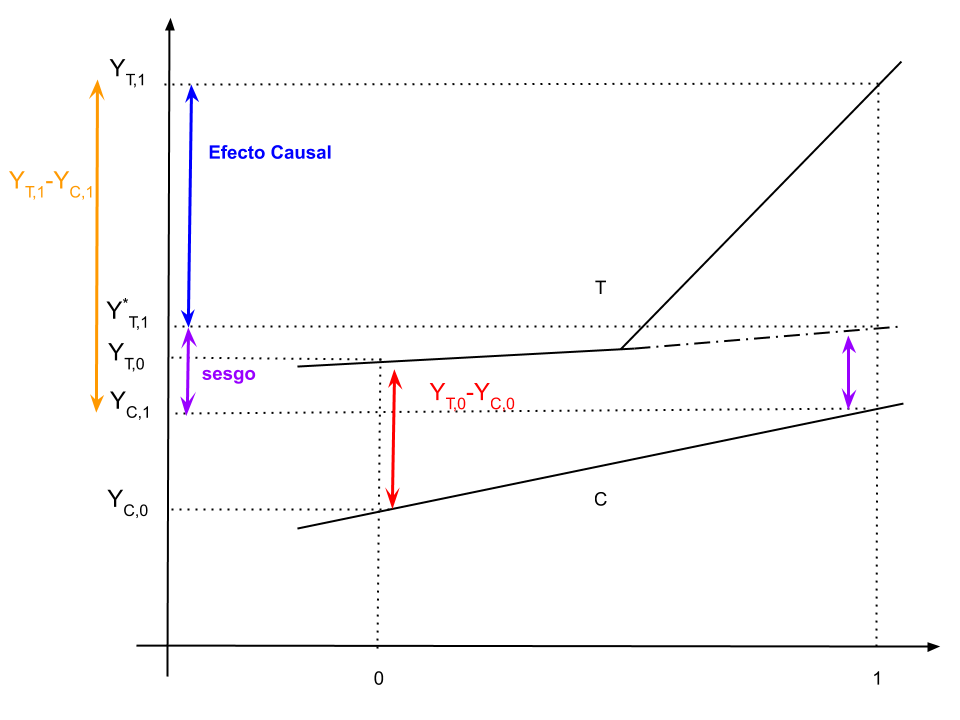 Y_T,1
Efecto Causal
Y_T,1-Y_C,1
T
Y*_T,1
Y_T,0
sesgo
Y_T,0-Y_C,0
Y_C,1
Y_C,0
C
0
1